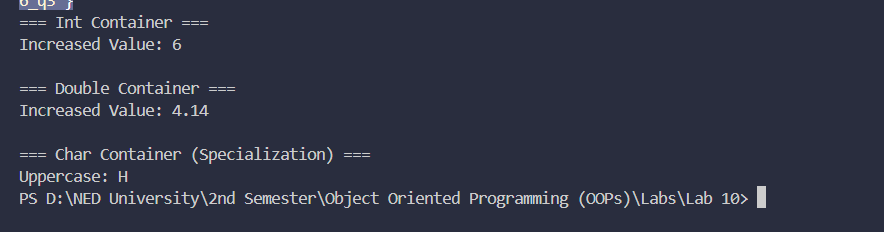 6_q3 }
=== Int Container ===
Increased Value: 6
=== Double Container ===
Increased Value: 4.14
=== Char Container (Specialization) ===
Uppercase: H
PS D:\NED University\2nd Semester\Object Oriented Programming (OOPs)\Labs\Lab 10>